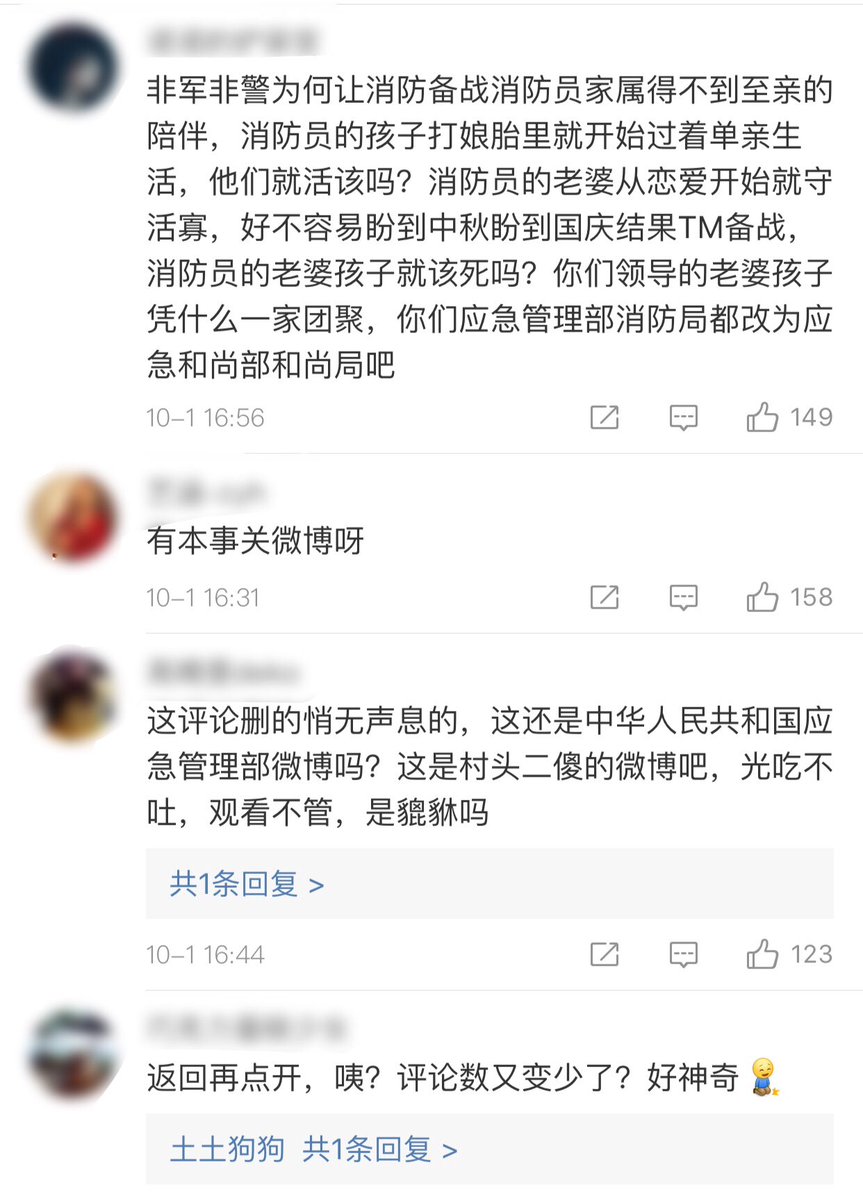 非军非警为何让消防备战消防员家属得不到至亲的
陪伴，消防员的孩子打娘胎里就开始过着单亲生
活，他们就活该吗？消防员的老婆从恋爱开始就守
活寡，好不容易盼到中秋盼到国庆结果TM备战，
消防员的老婆孩子就该死吗？你们领导的老婆孩子
凭什么一家团聚，你们应急管理部消防局都改为应
急和尚部和尚局吧
10-1 16:56 149
有本事关微博呀
10-1 16:31 158
这评论删的悄无声息的，这还是中华人民共和国应
急管理部微博吗？这是村头二傻的微博吧，光吃不
吐，观看不管，是貔貅吗
共1条回复 >
10-1 16:44 123
返回再点开，咦？评论数又变少了？好神奇
土土狗狗 共1条回复 >